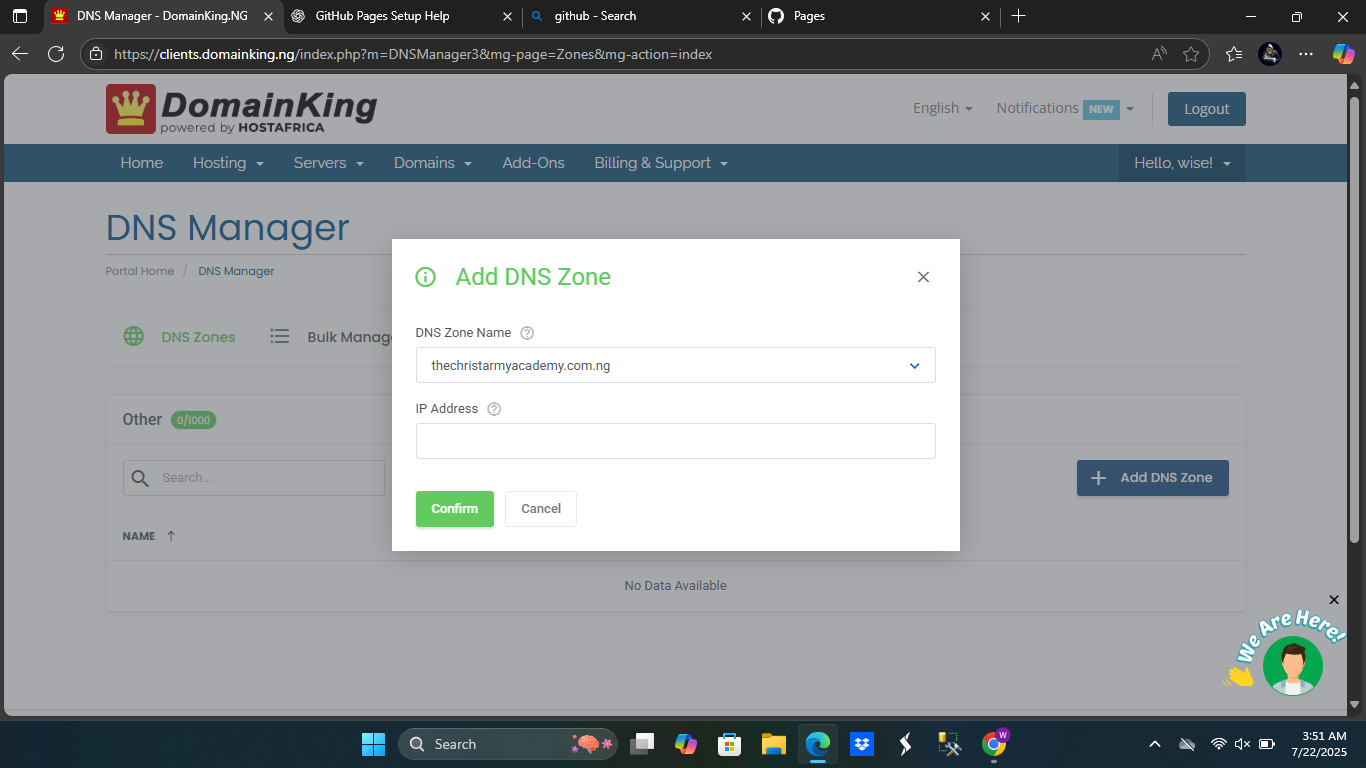 DNS Manager - DomainKing.NG
GitHub Pages Setup Help
github - Search
Pages
https://clients.domainking.ng/index.php?m=DNSManager3&mg-page=Zones&mg-action=index
DomainKing
powered by HOSTAFRICA
English
Notifications NEW
Logout
Home Hosting Servers Domains Add-Ons Billing & Support Hello, wise!
DNS Manager
Portal Home / DNS Manager
DNS Zones
Bulk Manag
Add DNS Zone
DNS Zone Name
thechristarmyacademy.com.ng
IP Address
Confirm Cancel
Other 0/1000
Search...
Add DNS Zone
NAME
No Data Available
We Are Here!
Search
W
3:51 AM
7/22/2025